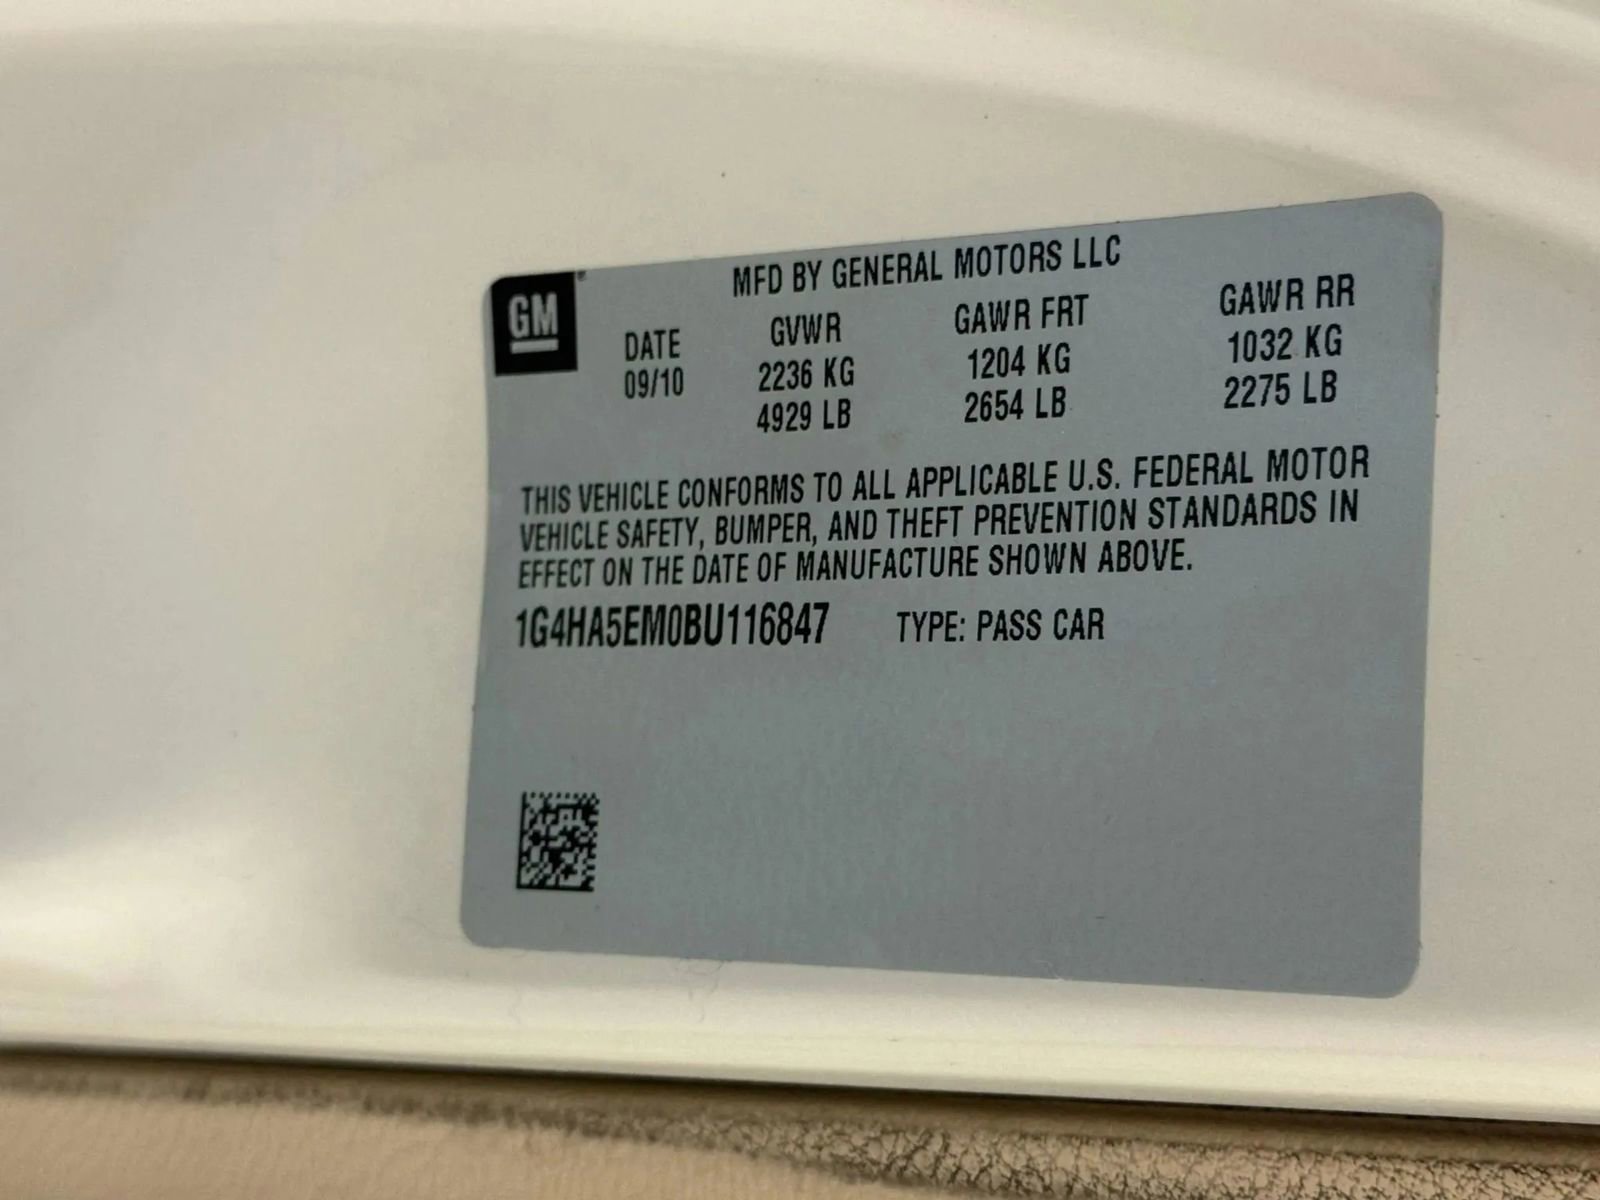 GM
MFD BY GENERAL MOTORS LLC
DATE GVWR GAWR FRT GAWR RR
09/10 2236 KG 1204 KG 1032 KG
4929 LB 2654 LB 2275 LB
THIS VEHICLE CONFORMS TO ALL APPLICABLE U.S. FEDERAL MOTOR
VEHICLE SAFETY, BUMPER, AND THEFT PREVENTION STANDARDS IN
EFFECT ON THE DATE OF MANUFACTURE SHOWN ABOVE.
1G4HA5EM0BU116847 TYPE: PASS CAR